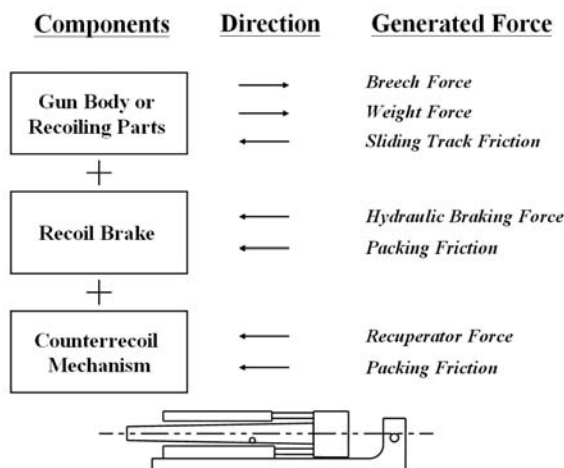 Components Direction Generated Force
Gun Body or
Recoiling Parts
Breech Force
Weight Force
Sliding Track Friction
+
Recoil Brake
Hydraulic Braking Force
Packing Friction
+
Counterrecoil
Mechanism
Recuperator Force
Packing Friction